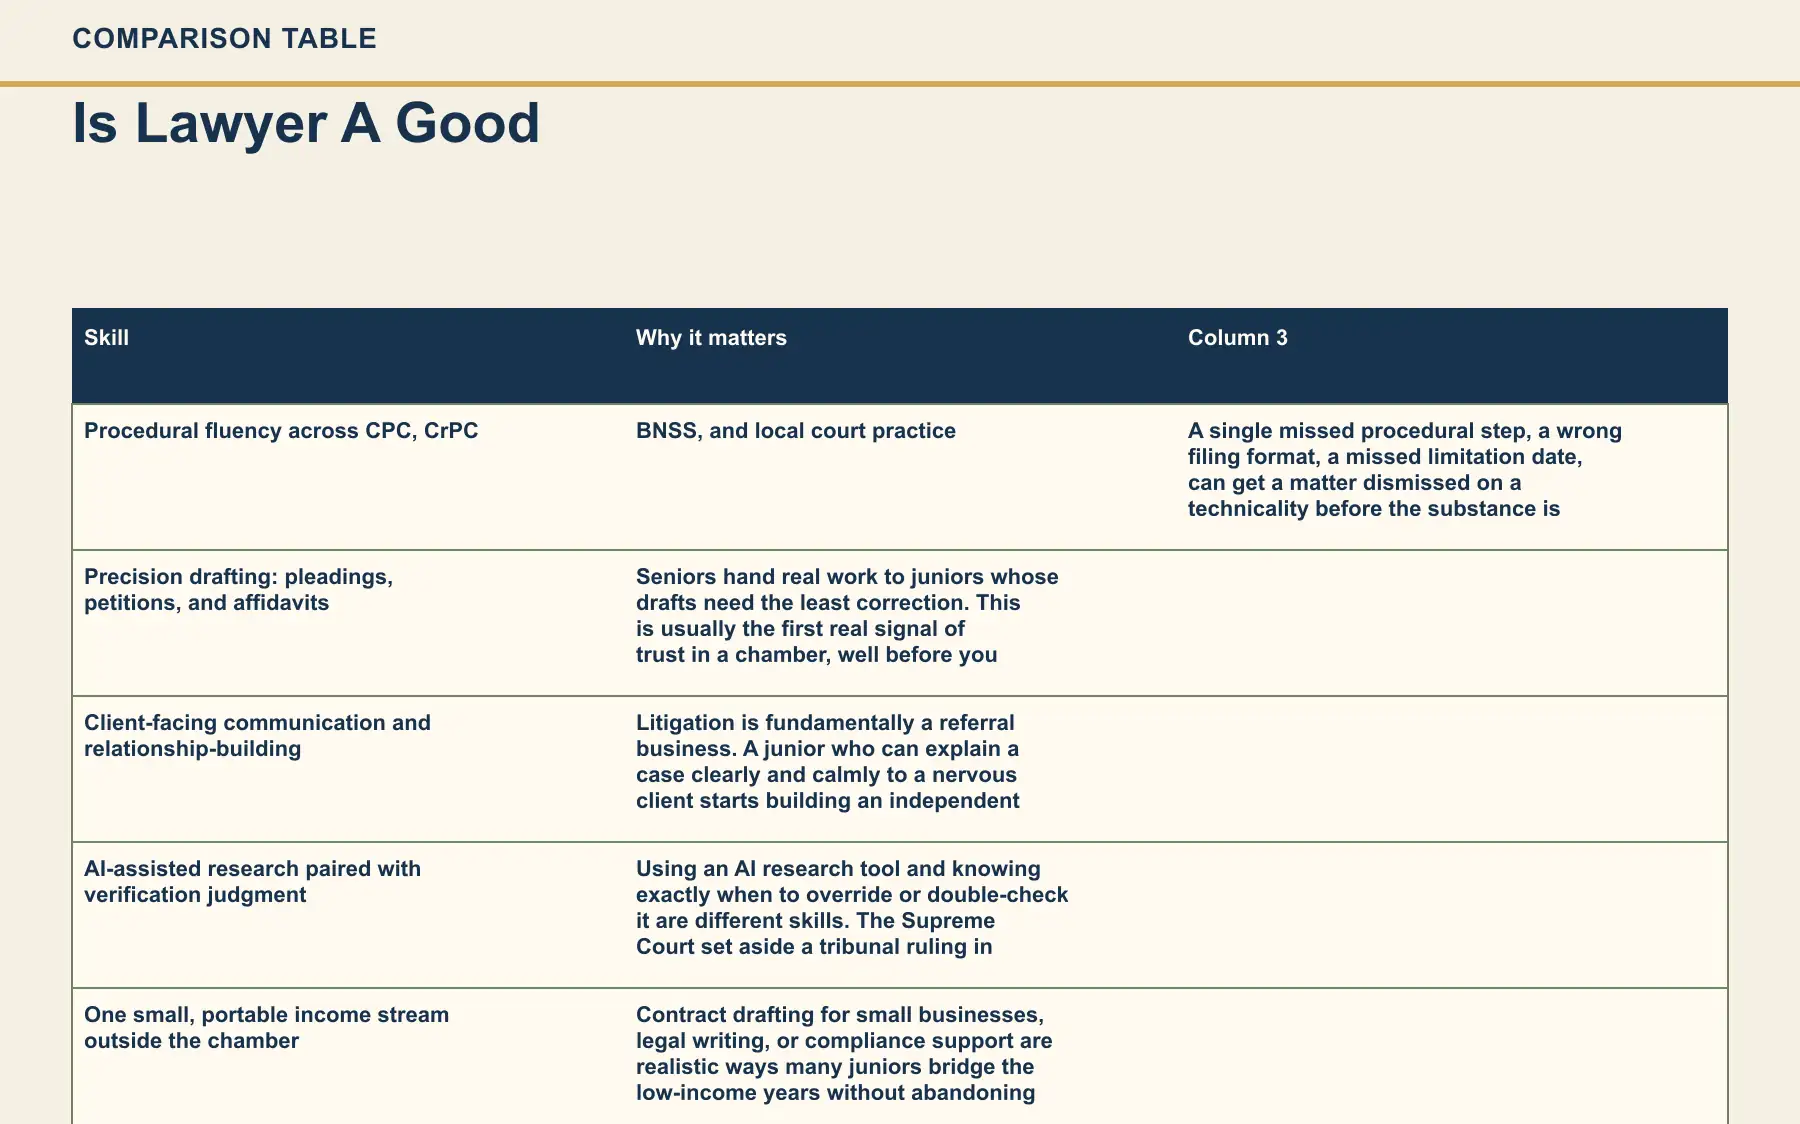 COMPARISON TABLE
Is Lawyer A Good
Skill
Why it matters
Column 3
Procedural fluency across CPC, CrPC
BNSS, and local court practice
A single missed procedural step, a wrong
filing format, a missed limitation date,
can get a matter dismissed on a
technicality before the substance is
Precision drafting: pleadings,
petitions, and affidavits
Seniors hand real work to juniors whose
drafts need the least correction. This
is usually the first real signal of
trust in a chamber, well before you
Client-facing communication and
relationship-building
Litigation is fundamentally a referral
business. A junior who can explain a
case clearly and calmly to a nervous
client starts building an independent
AI-assisted research paired with
verification judgment
Using an AI research tool and knowing
exactly when to override or double-check
it are different skills. The Supreme
Court set aside a tribunal ruling in
One small, portable income stream
outside the chamber
Contract drafting for small businesses,
legal writing, or compliance support are
realistic ways many juniors bridge the
low-income years without abandoning